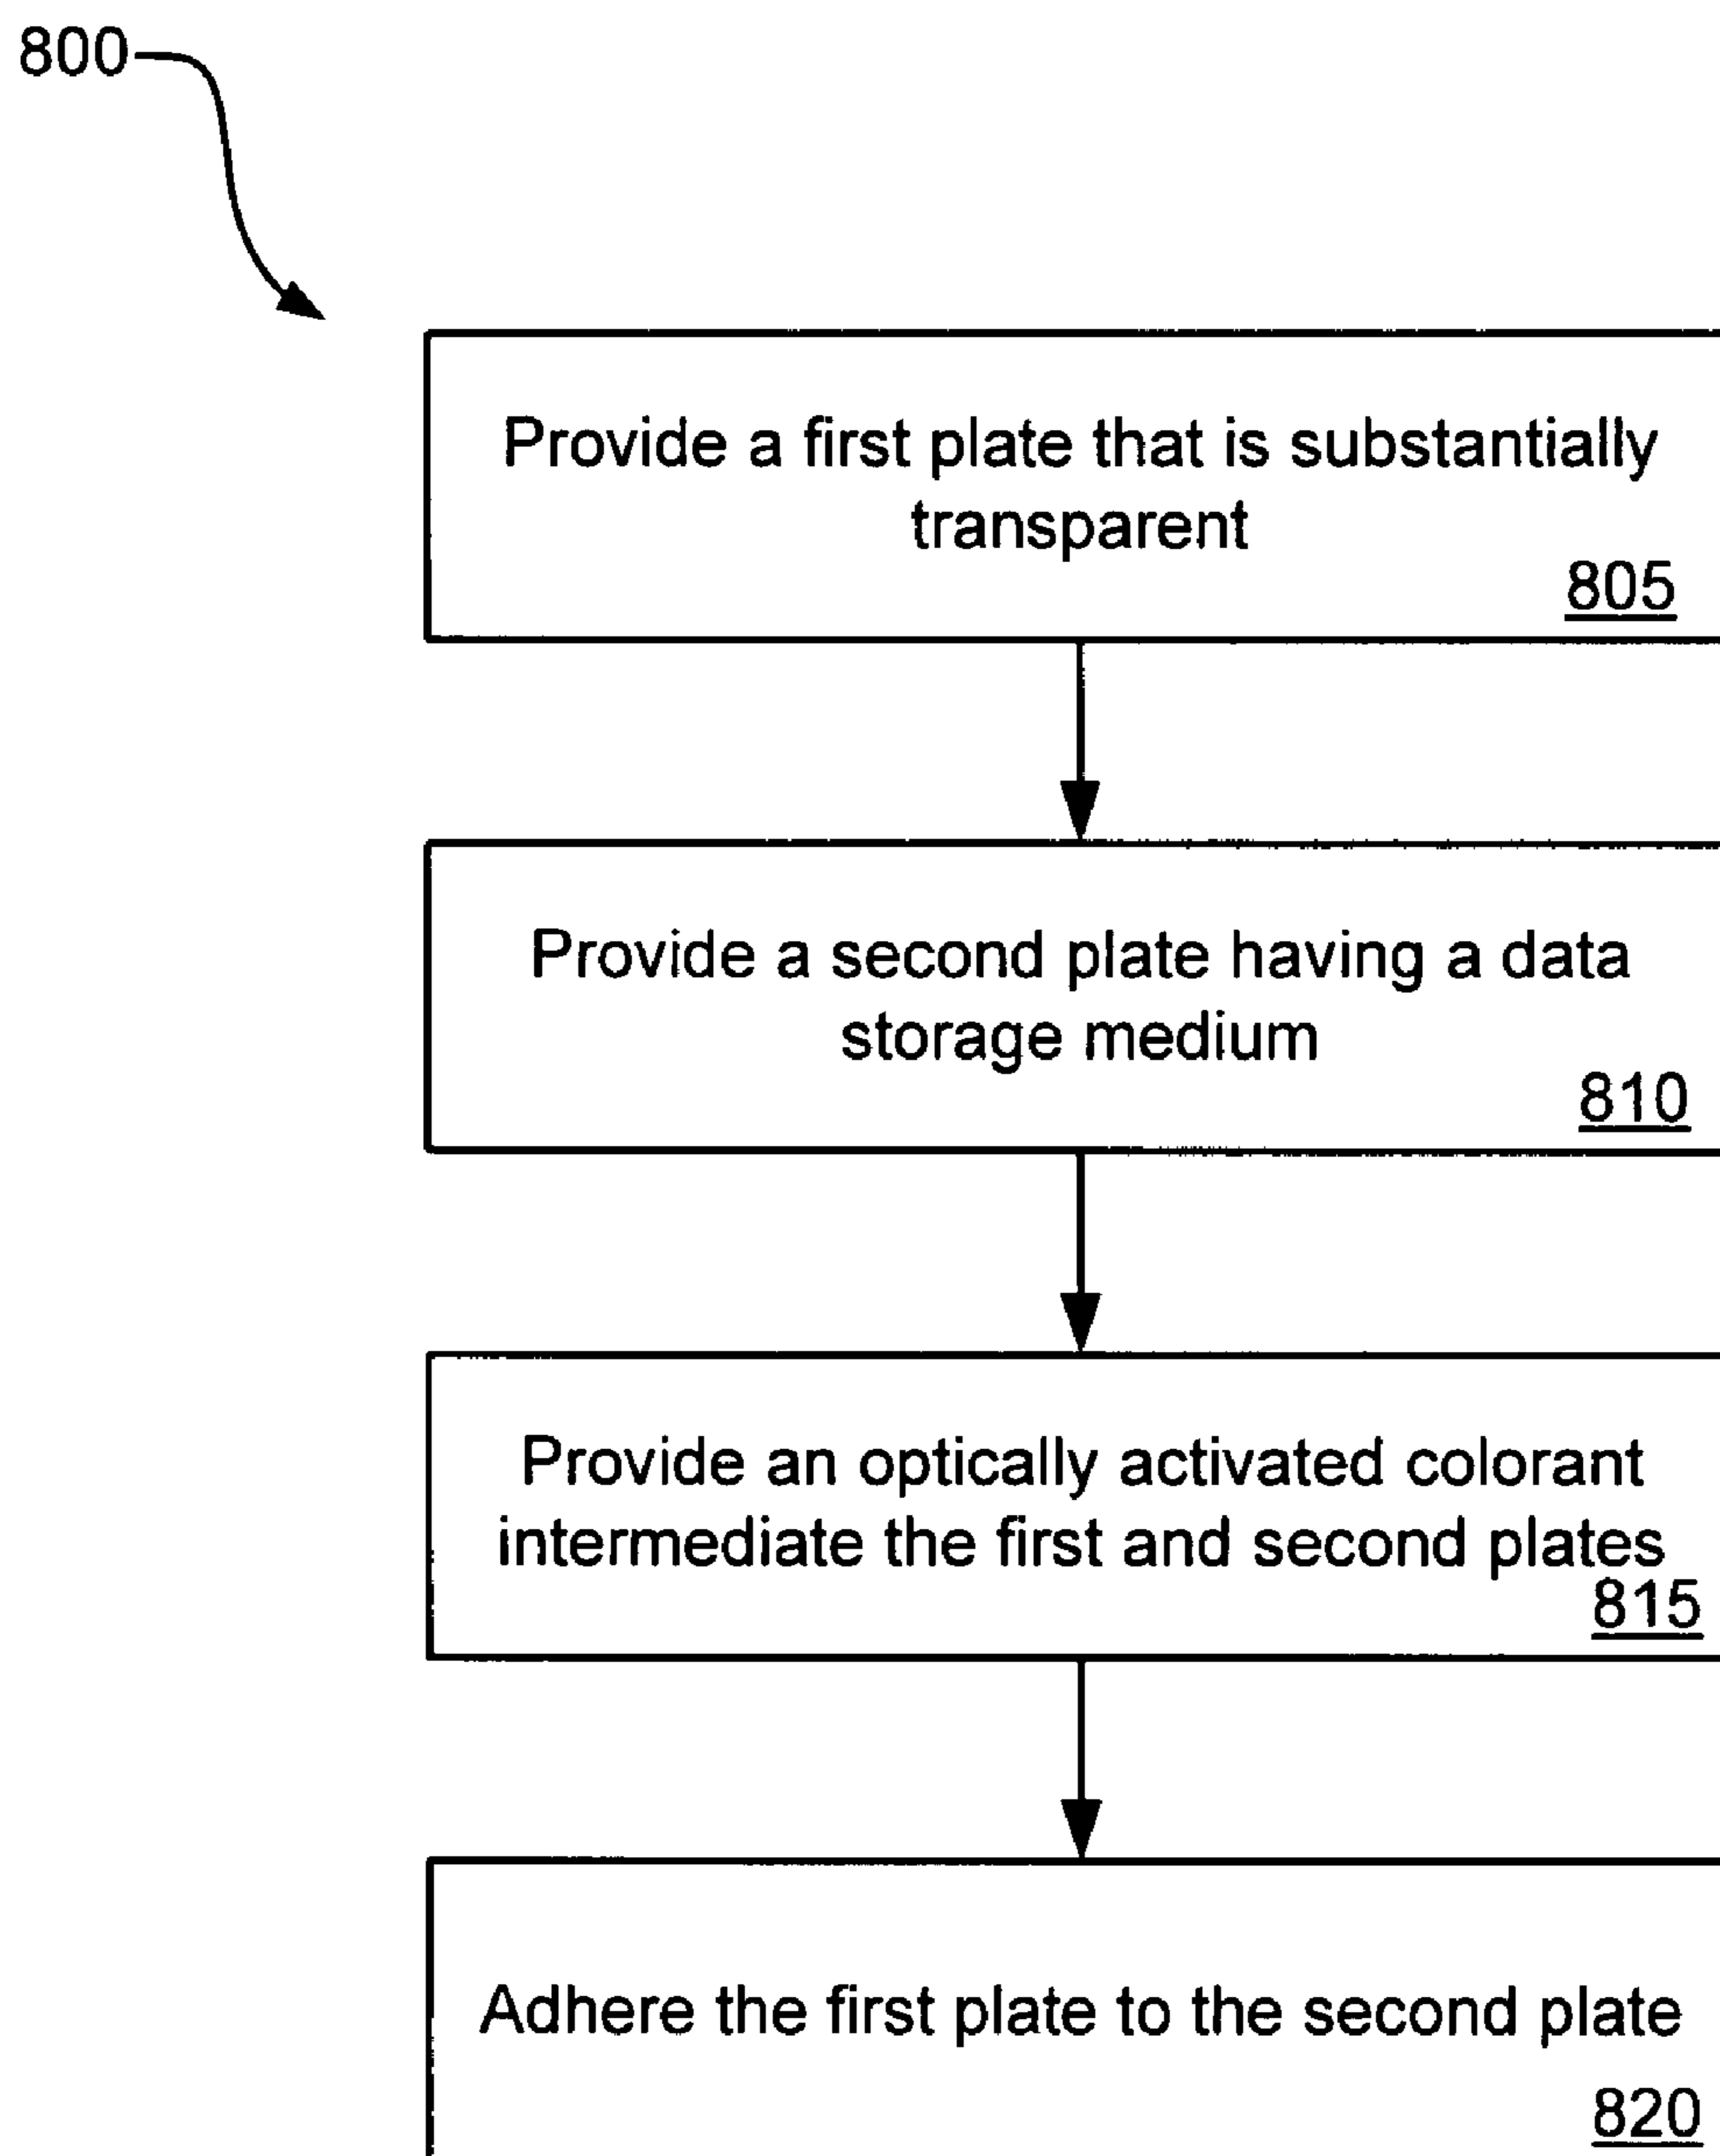 800
Provide a first plate that is substantially
transparent
805
Provide a second plate having a data
storage medium
810
Provide an optically activated colorant
intermediate the first and second plates
815
Adhere the first plate to the second plate
820